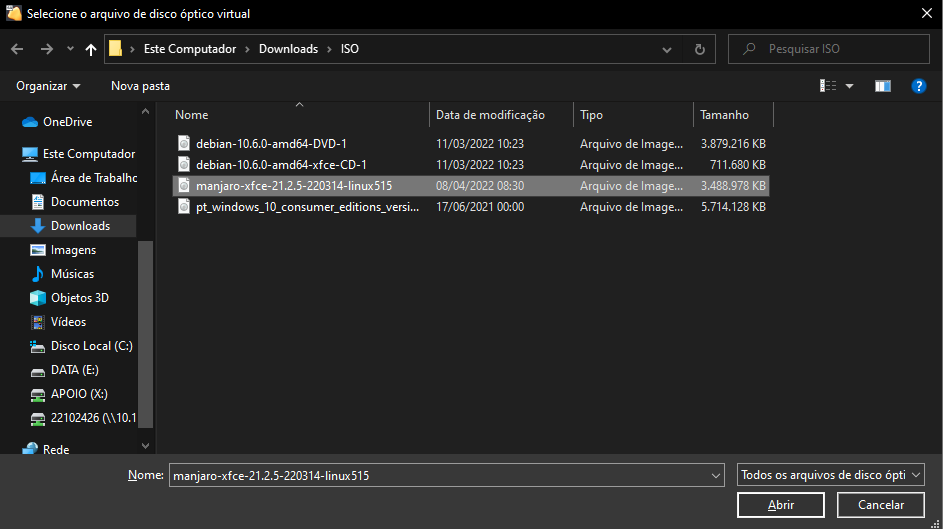 Selecione o arquivo de disco óptico virtual
Este Computador > Downloads > ISO
Pesquisar ISO
Organizar
Nova pasta
OneDrive
Este Computador
Área de Trabalho
Documentos
Downloads
Imagens
Músicas
Objetos 3D
Vídeos
Disco Local (C:)
DATA (E:)
APOIO (X:)
22102426 (\\10.1
Rede
Nome Data de modificação Tipo Tamanho
debian-10.6.0-amd64-DVD-1 11/03/2022 10:23 Arquivo de Image... 3.879.216 KB
debian-10.6.0-amd64-xfce-CD-1 11/03/2022 10:23 Arquivo de Image... 711.680 KB
manjaro-xfce-21.2.5-220314-linux515 08/04/2022 08:30 Arquivo de Image... 3.488.978 KB
pt_windows_10_consumer_editions_versi... 17/06/2021 00:00 Arquivo de Image... 5.714.128 KB
Nome: manjaro-xfce-21.2.5-220314-linux515
Todos os arquivos de disco ópti
Abrir
Cancelar